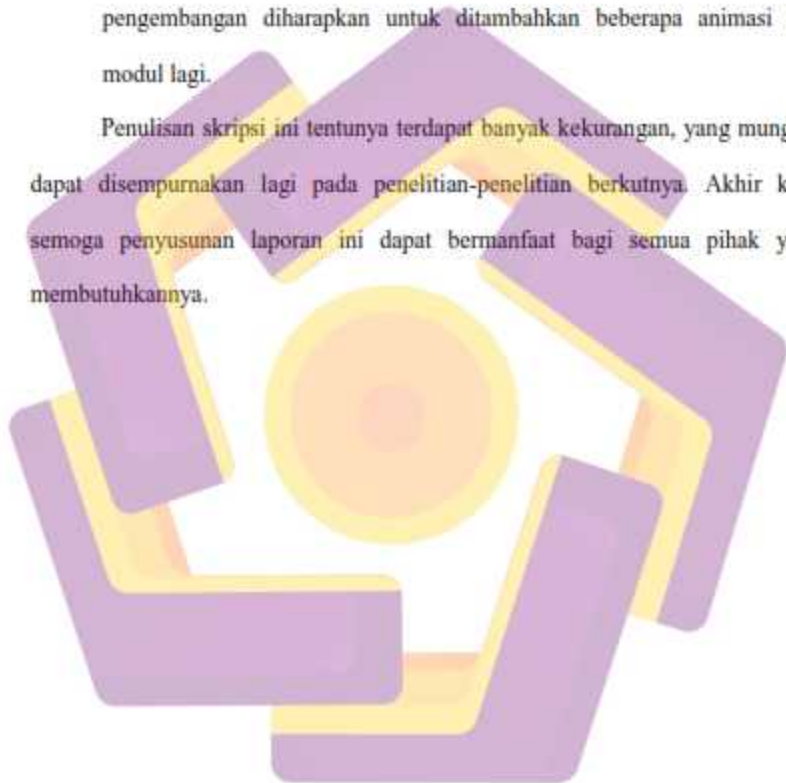 pengembangan diharapkan untuk ditambahkan beberapa animasi
modul lagi.
Penulisan skripsi ini tentunya terdapat banyak kekurangan, yang mung
dapat disempurnakan lagi pada penelitian-penelitian berkutnya. Akhir k
semoga penyusunan laporan ini dapat bermanfaat bagi semua pihak y
membutuhkannya.